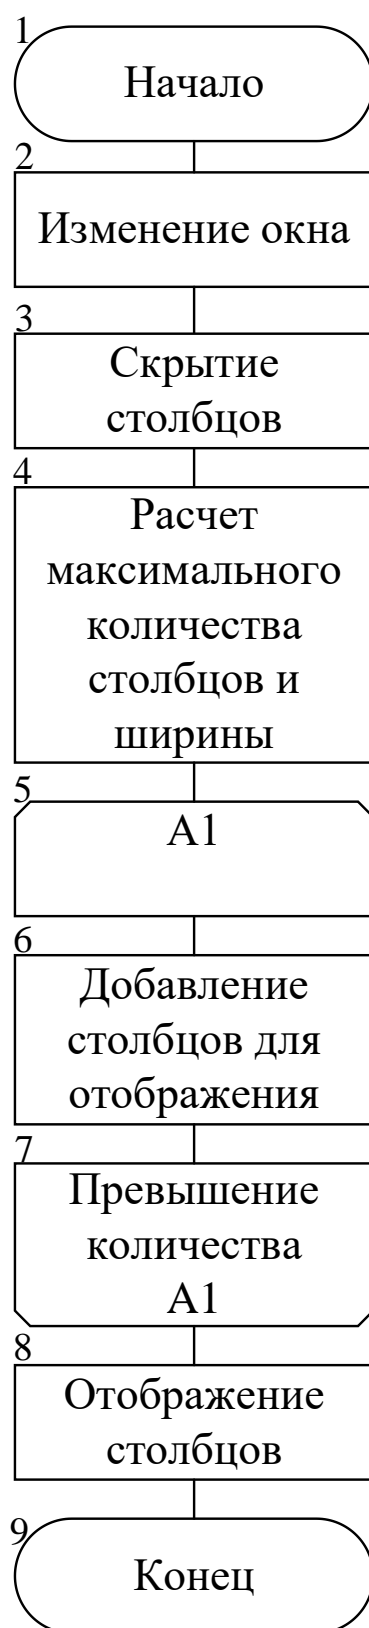 1
Начало
2
Изменение окна
3
Скрытие
столбцов
4
Расчет
максимального
количества
столбцов и
ширины
5
А1
6
Добавление
столбцов для
отображения
7
Превышение
количества
А1
8
Отображение
столбцов
9
Конец